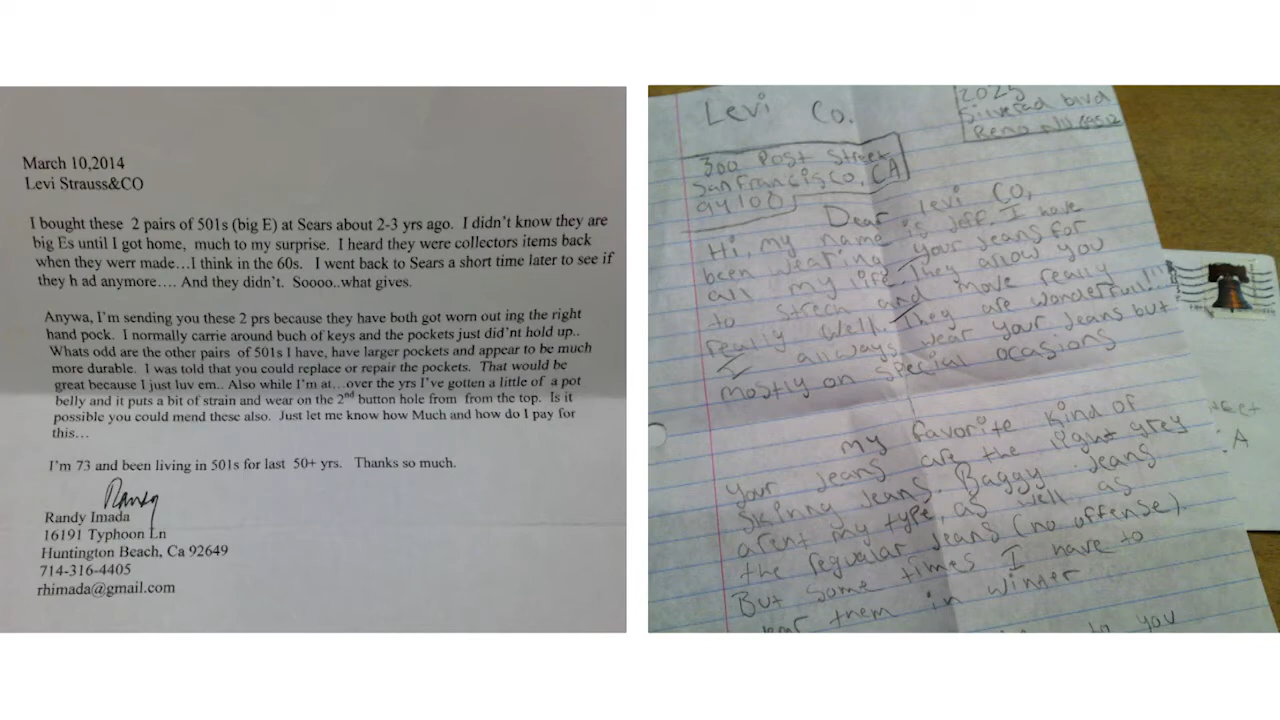 March 10,2014
Levi Strauss&CO
I bought these 2 pairs of 501s (big E) at Sears about 2-3 yrs ago. I didn't know they are
big Es until I got home, much to my surprise. I heard they were collectors items back
when they werr made…I think in the 60s. I went back to Sears a short time later to see if
they h ad anymore…. And they didn't. Soooo..what gives.
Anywa, I'm sending you these 2 prs because they have both got worn out ing the right
hand pock. I normally carrie around buch of keys and the pockets just did'nt hold up..
Whats odd are the other pairs of 501s I have, have larger pockets and appear to be much
more durable. I was told that you could replace or repair the pockets. That would be
great because I just luv em.. Also while I'm at…over the yrs I've gotten a little of a pot
belly and it puts a bit of strain and wear on the 2nd button hole from from the top. Is it
possible you could mend these also. Just let me know how Much and how do I pay for
this…
I'm 73 and been living in 501s for last 50+ yrs. Thanks so much.
Randy
Randy Imada
16191 Typhoon Ln
Huntington Beach, Ca 92649
714-316-4405
rhimada@gmail.com
Levi Co.
2025
Silverad blvd
Reno
300 Post Street
San Francisco, CA
94108
Dear Levi Co,
Hi, my name is Jeff. I have
been wearing your Jeans for
all my life. They allow you
to strech and move really
really well. They are wonderfull!!!!
I allways wear your Jeans but
mostly on special ocasions
my favorite kind of
your Jeans are the light grey
skinny Jeans. Baggy Jeans
arent my type, as well as
the regualar Jeans (no offense).
But some times I have to
wear them in winter
to you
A